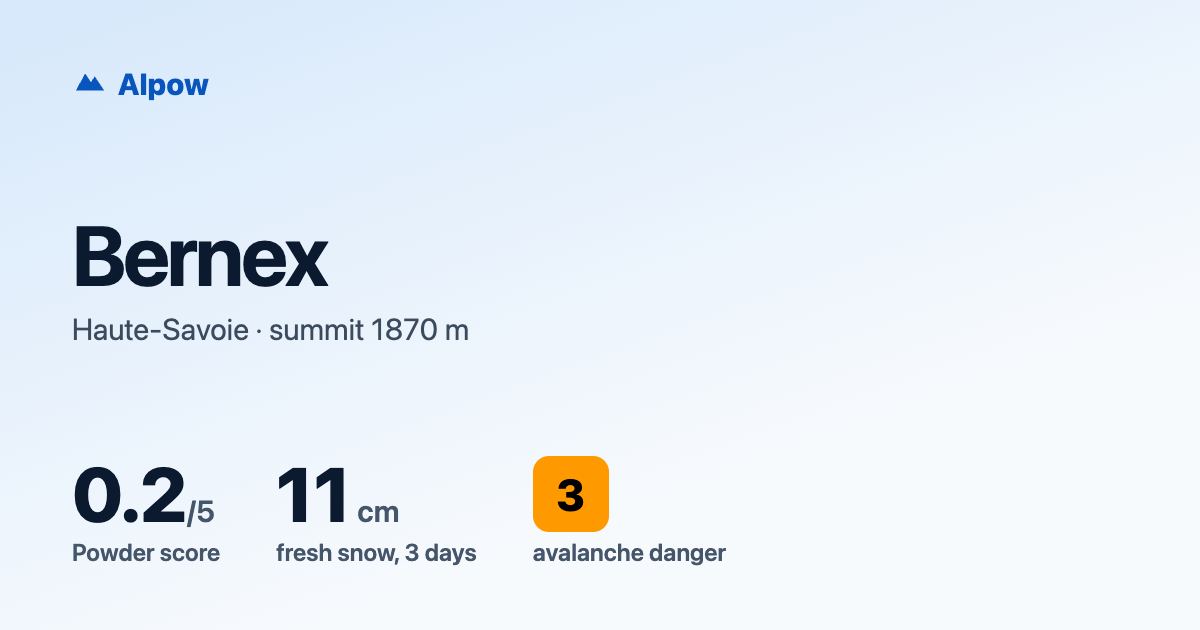 Alpow
Bernex
Haute-Savoie · summit 1870 m
0.2/5
Powder score
11 cm
fresh snow, 3 days
3
avalanche danger